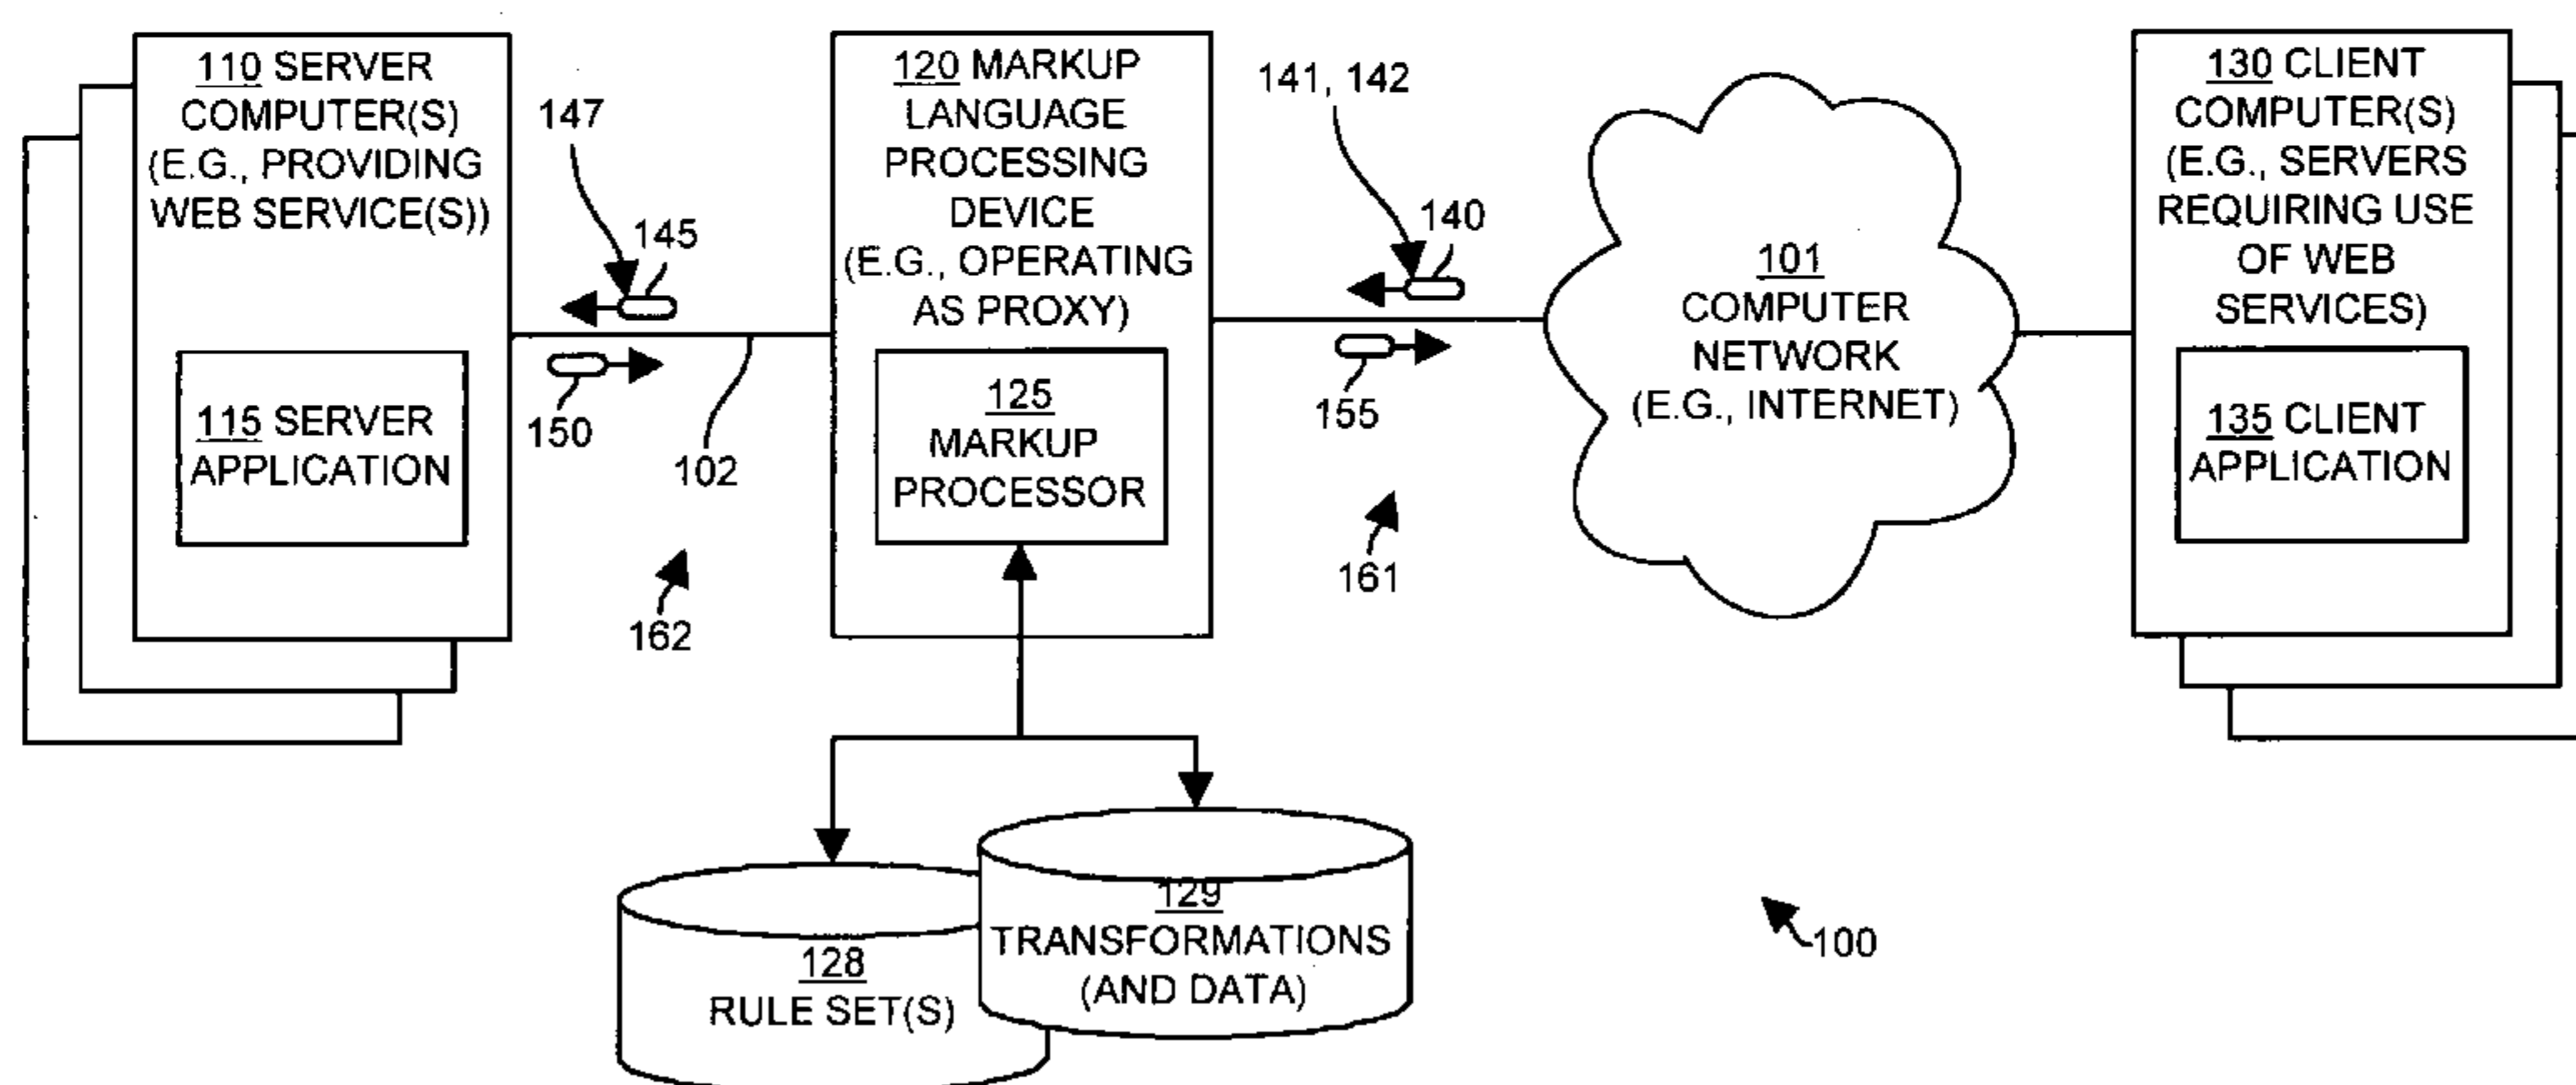 110 SERVER
COMPUTER(S)
(E.G., PROVIDING
WEB SERVICE(S))
115 SERVER
APPLICATION
147
145
150
102
162
120 MARKUP
LANGUAGE
PROCESSING
DEVICE
(E.G., OPERATING
AS PROXY)
125
MARKUP
PROCESSOR
128
RULE SET(S)
129
TRANSFORMATIONS
(AND DATA)
141, 142
140
155
161
101
COMPUTER
NETWORK
(E.G., INTERNET)
130 CLIENT
COMPUTER(S)
(E.G., SERVERS
REQUIRING USE
OF WEB
SERVICES)
135 CLIENT
APPLICATION
100